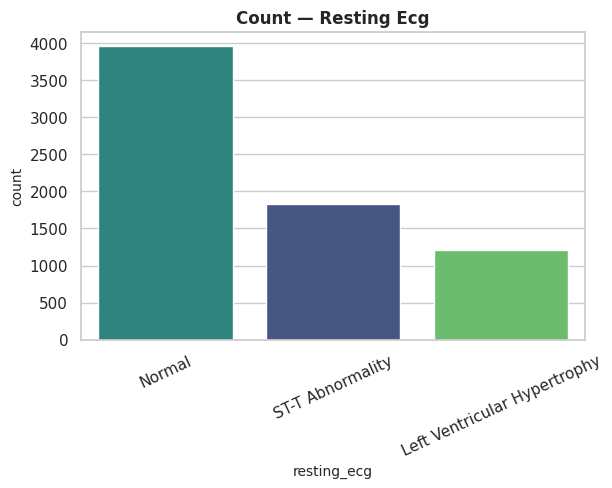 Count — Resting Ecg
count
4000
3500
3000
2500
2000
1500
1000
500
0
Normal
ST-T Abnormality
Left Ventricular Hypertrophy
resting_ecg